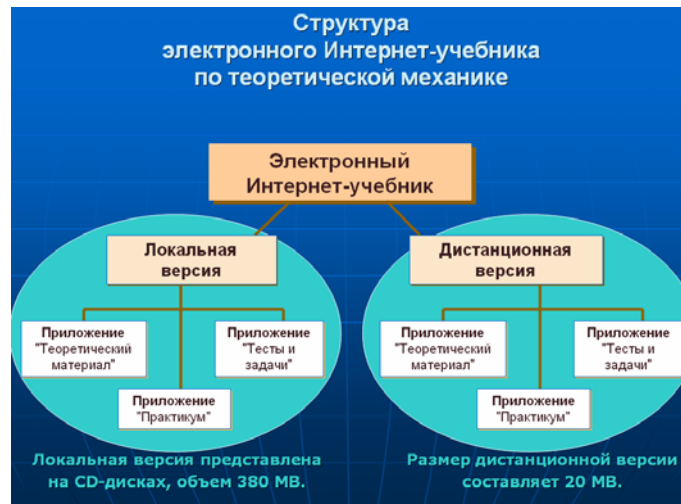 Структура
электронного Интернет-учебника
по теоретической механике
Электронный
Интернет-учебник
Локальная
версия
Дистанционная
версия
Приложение
"Теоретический
материал"
Приложение
"Тесты и
задачи"
Приложение
"Практикум"
Приложение
"Теоретический
материал"
Приложение
"Тесты и
задачи"
Приложение
"Практикум"
Локальная версия представлена
на CD-дисках, объем 380 МВ.
Размер дистанционной версии
составляет 20 МВ.